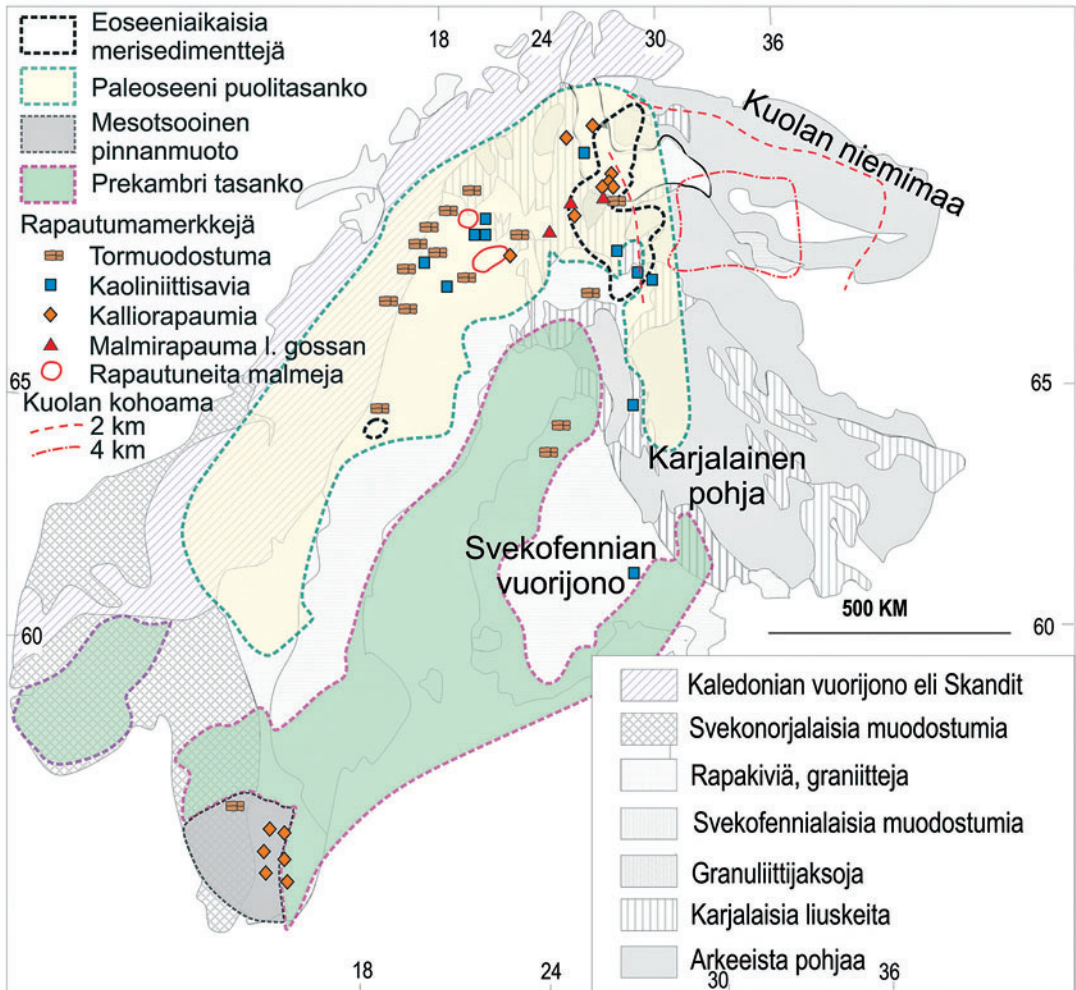 18
24
30
36
Eoseeniaikaisia
merisedimenttejä
Paleoseeni puolitasanko
Mesotsooinen
pinnanmuoto
Prekambri tasanko
Rapautumamerkkejä
Tormuodostuma
Kaoliniittisavia
Kalliorapaumia
Malmirapauma l. gossan
Rapautuneita malmeja
Kuolan kohoama
2 km
4 km
Kuolan niemimaa
65
65
Karjalainen
pohja
Svekofennian
vuorijono
500 KM
60
60
Kaledonian vuorijono eli Skandit
Svekonorjalaisia muodostumia
Rapakiviä, graniitteja
Svekofennialaisia muodostumia
Granuliittijaksoja
Karjalaisia liuskeita
Arkeeista pohjaa
18
24
30
36